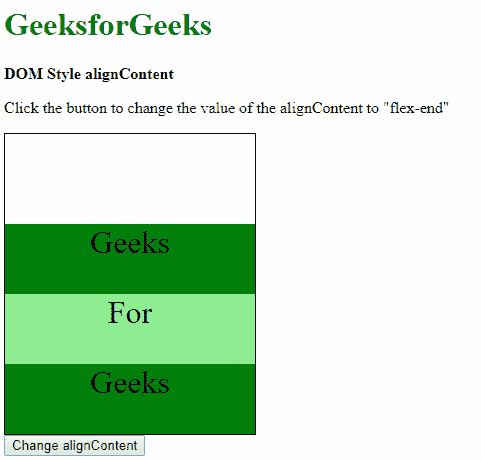 GeeksforGeeks
DOM Style alignContent
Click the button to change the value of the alignContent to "flex-end"
Geeks
For
Geeks
Change alignContent